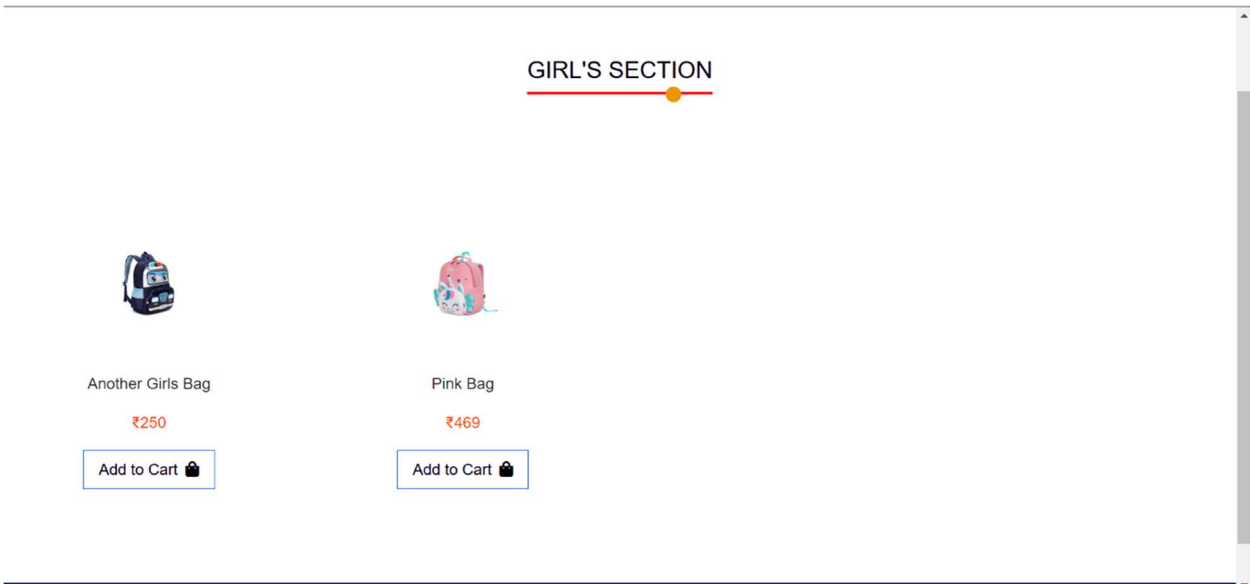 GIRL'S SECTION
Another Girls Bag
₹250
Add to Cart
Pink Bag
₹469
Add to Cart